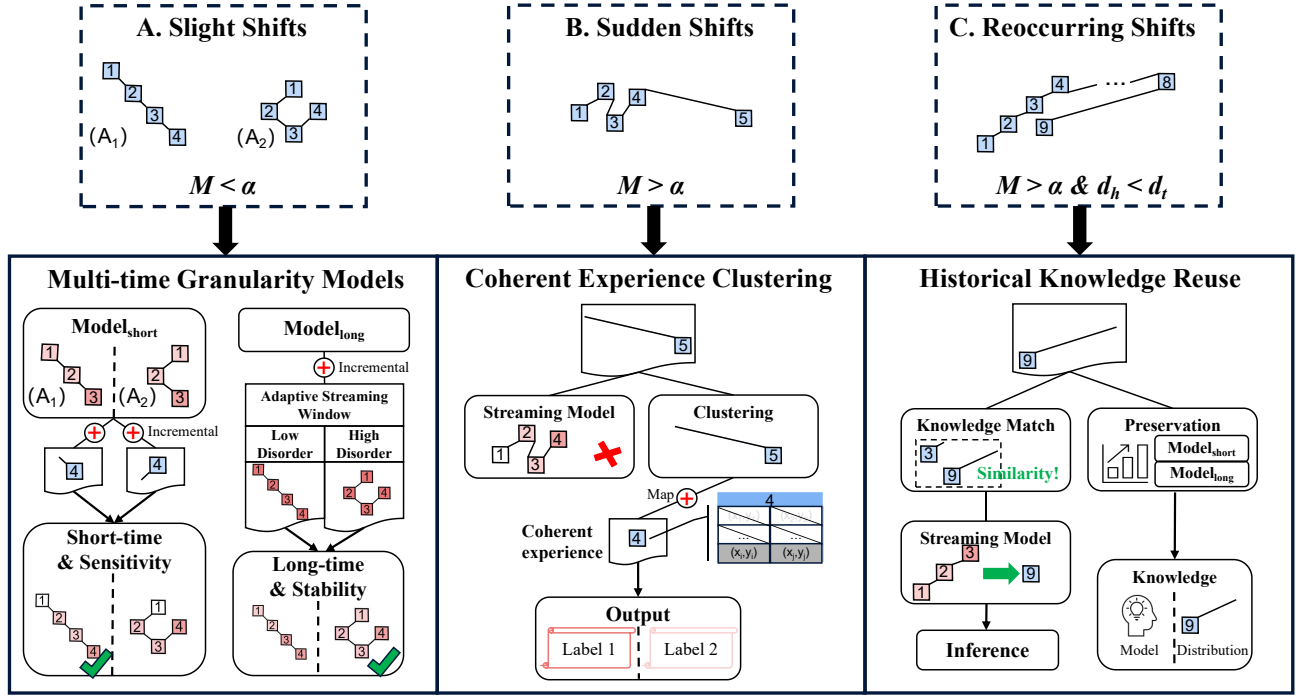 A. Slight Shifts
1
2
3
4
(A₁)
1
2
4
3
(A₂)
M < α
B. Sudden Shifts
2
4
1
3
5
M > α
C. Reoccurring Shifts
4
...
8
3
2
9
1
M > α & dₕ < dₜ
Multi-time Granularity Models
Model_short
1
2
3
(A₁)
1
2
3
(A₂)
Incremental
4
4
Short-time
& Sensitivity
1
2
3
4
1
2
4
3
Model_long
Incremental
Adaptive Streaming
Window
Low
Disorder
High
Disorder
1
2
3
4
1
2
4
3
Long-time
& Stability
1
2
3
4
1
2
4
3
Coherent Experience Clustering
5
Streaming Model
2
4
1
3
Clustering
5
Map
Coherent
experience
4
4
...
...
(xᵢ,yᵢ)
(xⱼ,yⱼ)
Output
Label 1
Label 2
Historical Knowledge Reuse
9
Knowledge Match
3
9
Similarity!
Preservation
Model_short
Model_long
Streaming Model
3
2
1
9
Inference
Knowledge
9
Model
Distribution